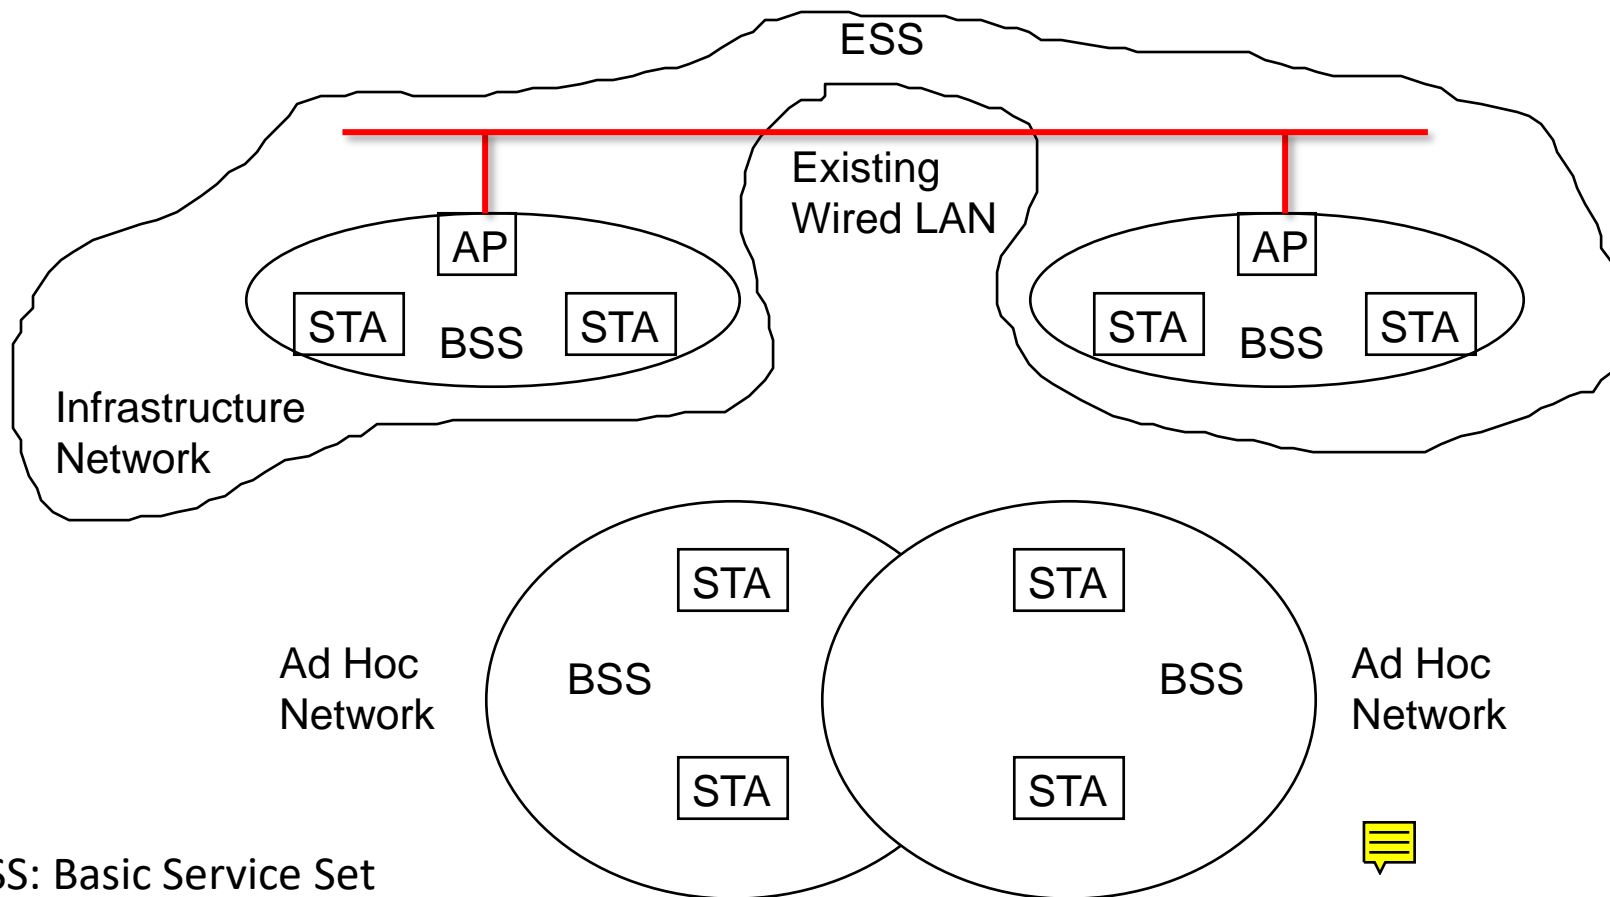 ESS
Existing
Wired LAN
AP
AP
STA
BSS
STA
STA
BSS
STA
Infrastructure
Network
STA
STA
Ad Hoc
Network
BSS
BSS
Ad Hoc
Network
STA
STA
SS: Basic Service Set